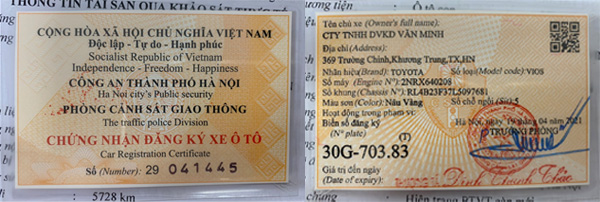 THÔNG TIN TÀI SẢN QUA KHẢO SÁT THỰC TẾ
CỘNG HÒA XÃ HỘI CHỦ NGHĨA VIỆT NAM
Độc lập - Tự do - Hạnh phúc
Socialist Republic of Vietnam
Independence - Freedom - Happiness
CÔNG AN THÀNH PHỐ HÀ NỘI
Ha Noi city's Public security
PHÒNG CẢNH SÁT GIAO THÔNG
The traffic police Division
CHỨNG NHẬN ĐĂNG KÝ XE Ô TÔ
Car Registration Certificate
Số (Number): 29 041445
5728 km
Tên chủ xe (Owner's full name):
CTY TNHH DVKD VĂN MINH
Địa chỉ (Address):
369 Trường Chinh, Khương Trung, TX, HN
Nhãn hiệu (Brand): TOYOTA Số loại (Model code): VIOS
Số máy (Engine N°): 2NRX640208
Số khung (Chassis N°): RL4B23F37L5097681
Màu sơn (Color): Nâu Vàng Số chỗ ngồi (Sit): 5
Hoạt động trong phạm vi:
Biển số đăng ký
(N° plate)
Hà Nội, ngày 19 tháng 04 năm 2021
TRƯỞNG PHÒNG
(T)
30G-703.83
Giá trị đến ngày
(Date of expiry):